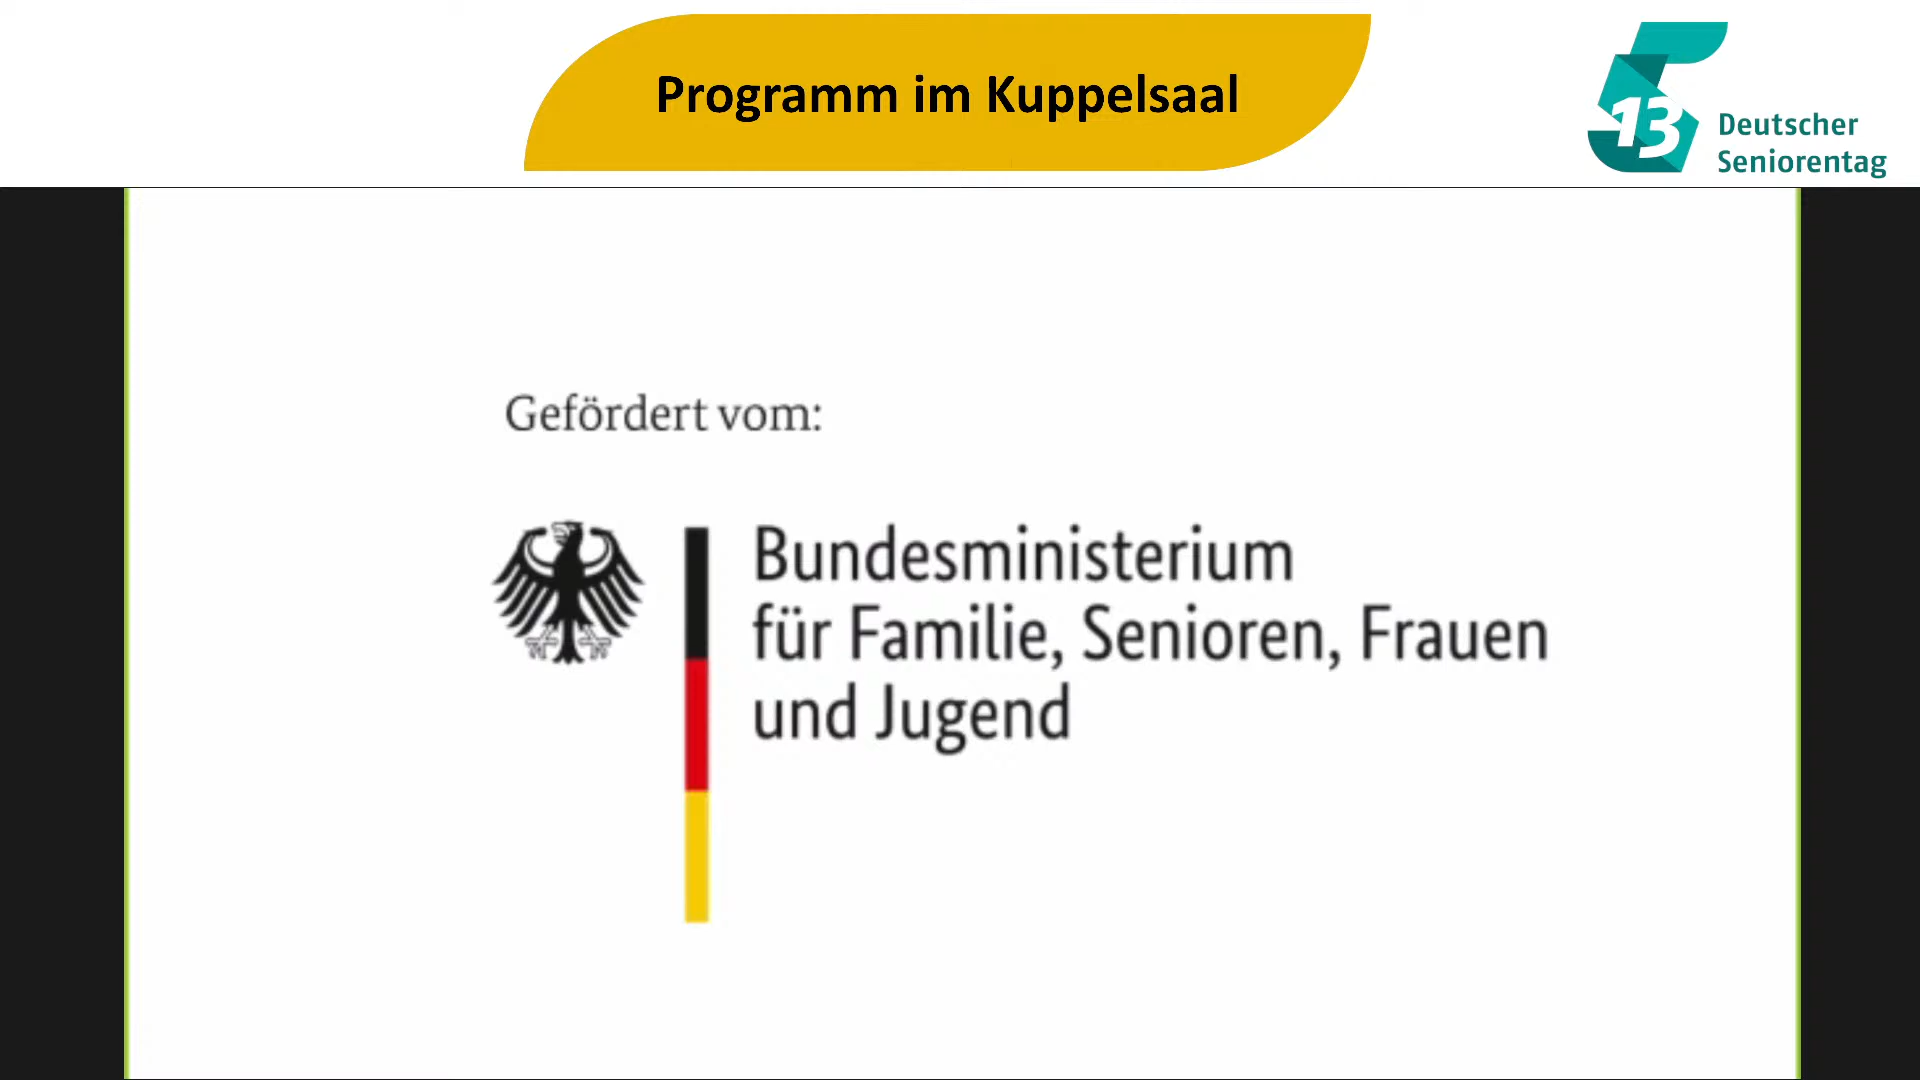 Programm im Kuppelsaal
13
Deutscher
Seniorentag
Gefördert vom:
Bundesministerium
für Familie, Senioren, Frauen
und Jugend